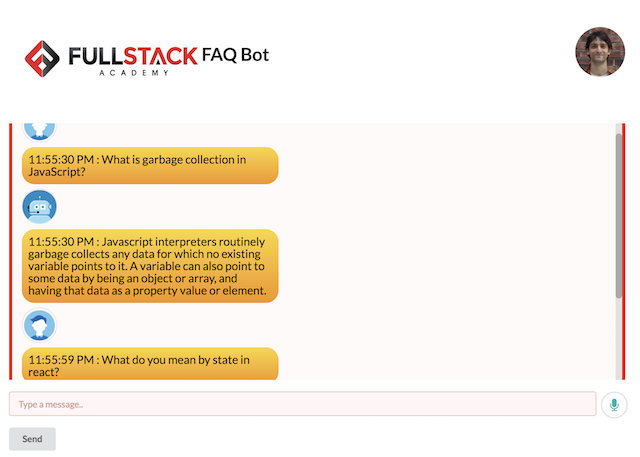 FULLSTACK FAQ Bot
ACADEMY
11:55:30 PM : What is garbage collection in
JavaScript?
11:55:30 PM : Javascript interpreters routinely
garbage collects any data for which no existing
variable points to it. A variable can also point to
some data by being an object or array, and
having that data as a property value or element.
11:55:59 PM : What do you mean by state in
react?
Type a message..
Send